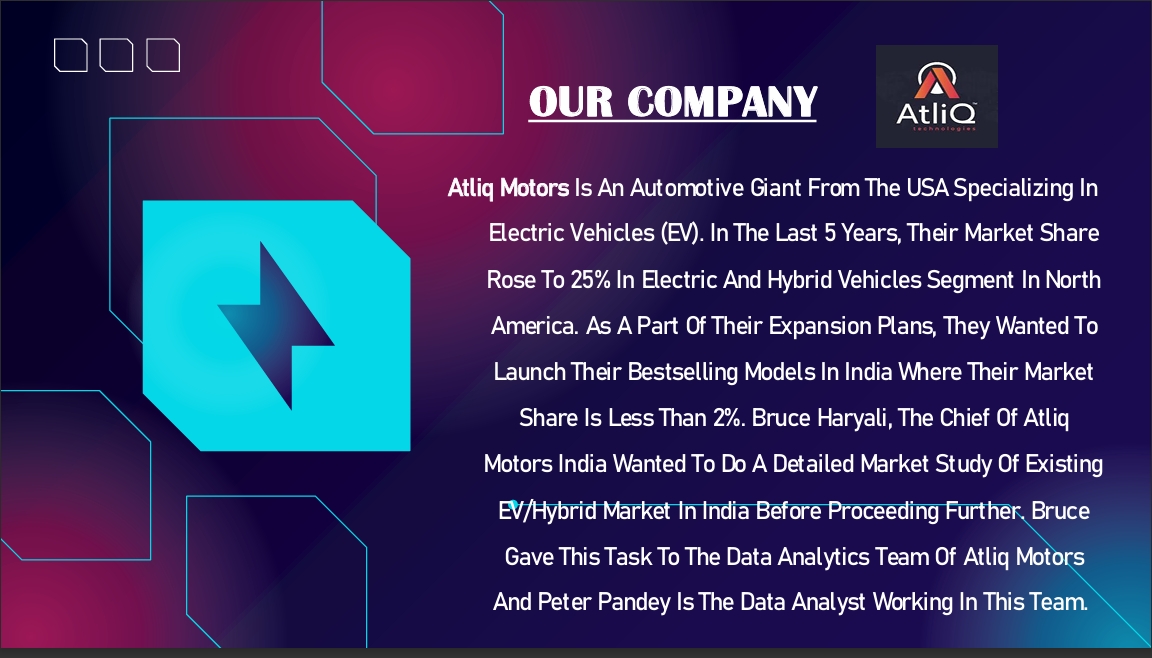 OUR COMPANY
AtliQ™
technologies
Atliq Motors Is An Automotive Giant From The USA Specializing In
Electric Vehicles (EV). In The Last 5 Years, Their Market Share
Rose To 25% In Electric And Hybrid Vehicles Segment In North
America. As A Part Of Their Expansion Plans, They Wanted To
Launch Their Bestselling Models In India Where Their Market
Share Is Less Than 2%. Bruce Haryali, The Chief Of Atliq
Motors India Wanted To Do A Detailed Market Study Of Existing
EV/Hybrid Market In India Before Proceeding Further. Bruce
Gave This Task To The Data Analytics Team Of Atliq Motors
And Peter Pandey Is The Data Analyst Working In This Team.